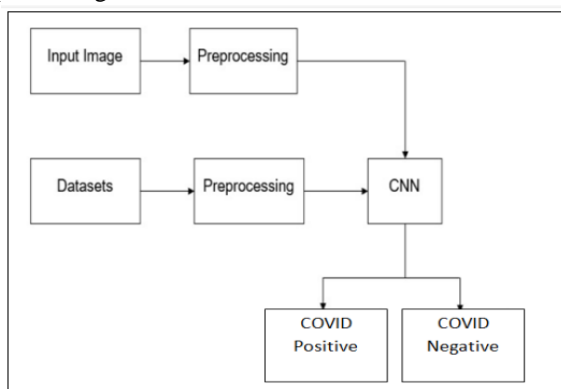 Input Image
Preprocessing
Datasets
Preprocessing
CNN
COVID
Positive
COVID
Negative